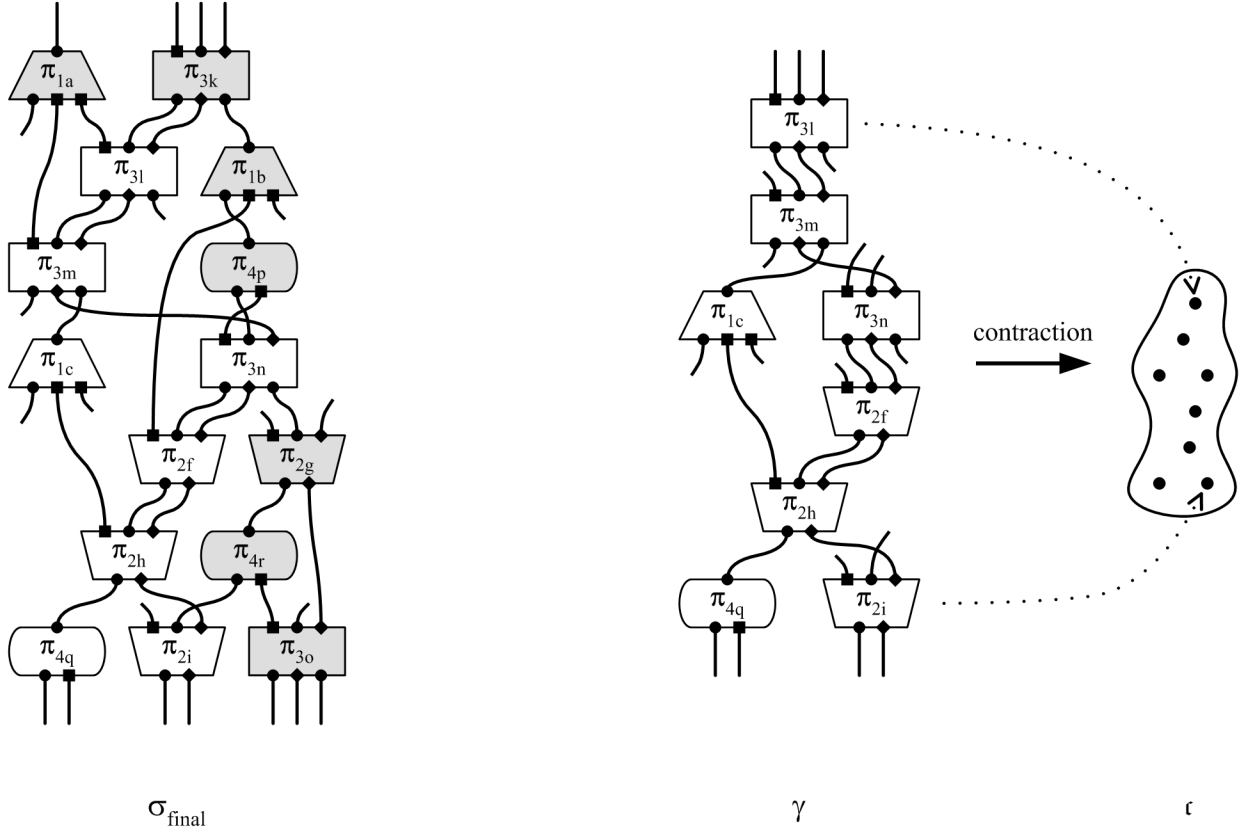 π1a π3k
π3l π1b
π3m π4p
π1c π3n
π2f π2g
π2h π4r
π4q π2i π3o
σfinal
π3l
π3m
π1c π3n
π2f
π2h
π4q π2i
γ
contraction
𝔠